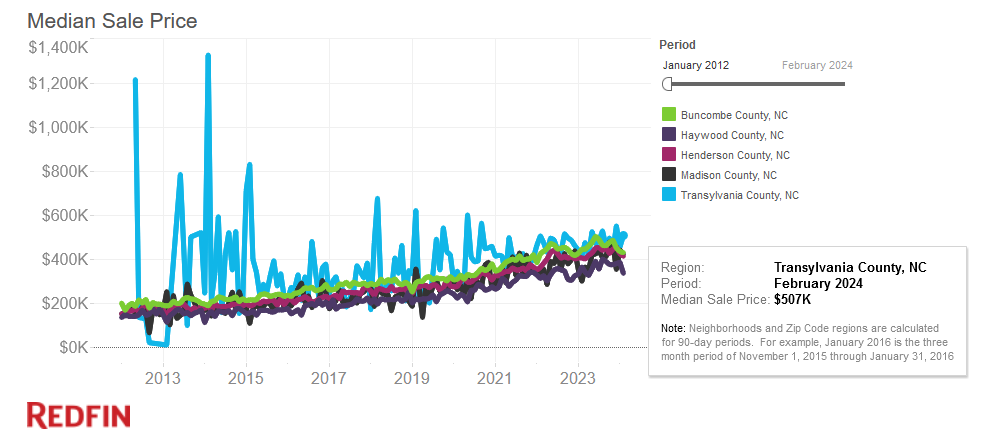 Median Sale Price
$1,400K
$1,200K
$1,000K
$800K
$600K
$400K
$200K
$0K
2013
2015
2017
2019
2021
2023
Period
January 2012
February 2024
Buncombe County, NC
Haywood County, NC
Henderson County, NC
Madison County, NC
Transylvania County, NC
Region: Transylvania County, NC
Period: February 2024
Median Sale Price: $507K
Note: Neighborhoods and Zip Code regions are calculated
for 90-day periods. For example, January 2016 is the three
month period of November 1, 2015 through January 31, 2016
REDFIN